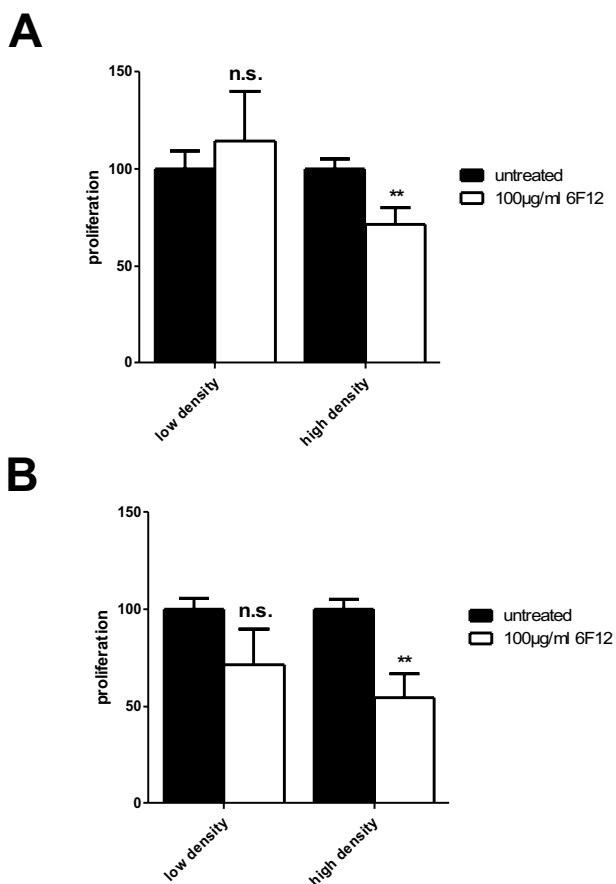 A
150
100
50
0
proliferation
n.s.
**
low density
high density
untreated
100µg/ml 6F12
B
150
100
50
0
proliferation
n.s.
**
low density
high density
untreated
100µg/ml 6F12